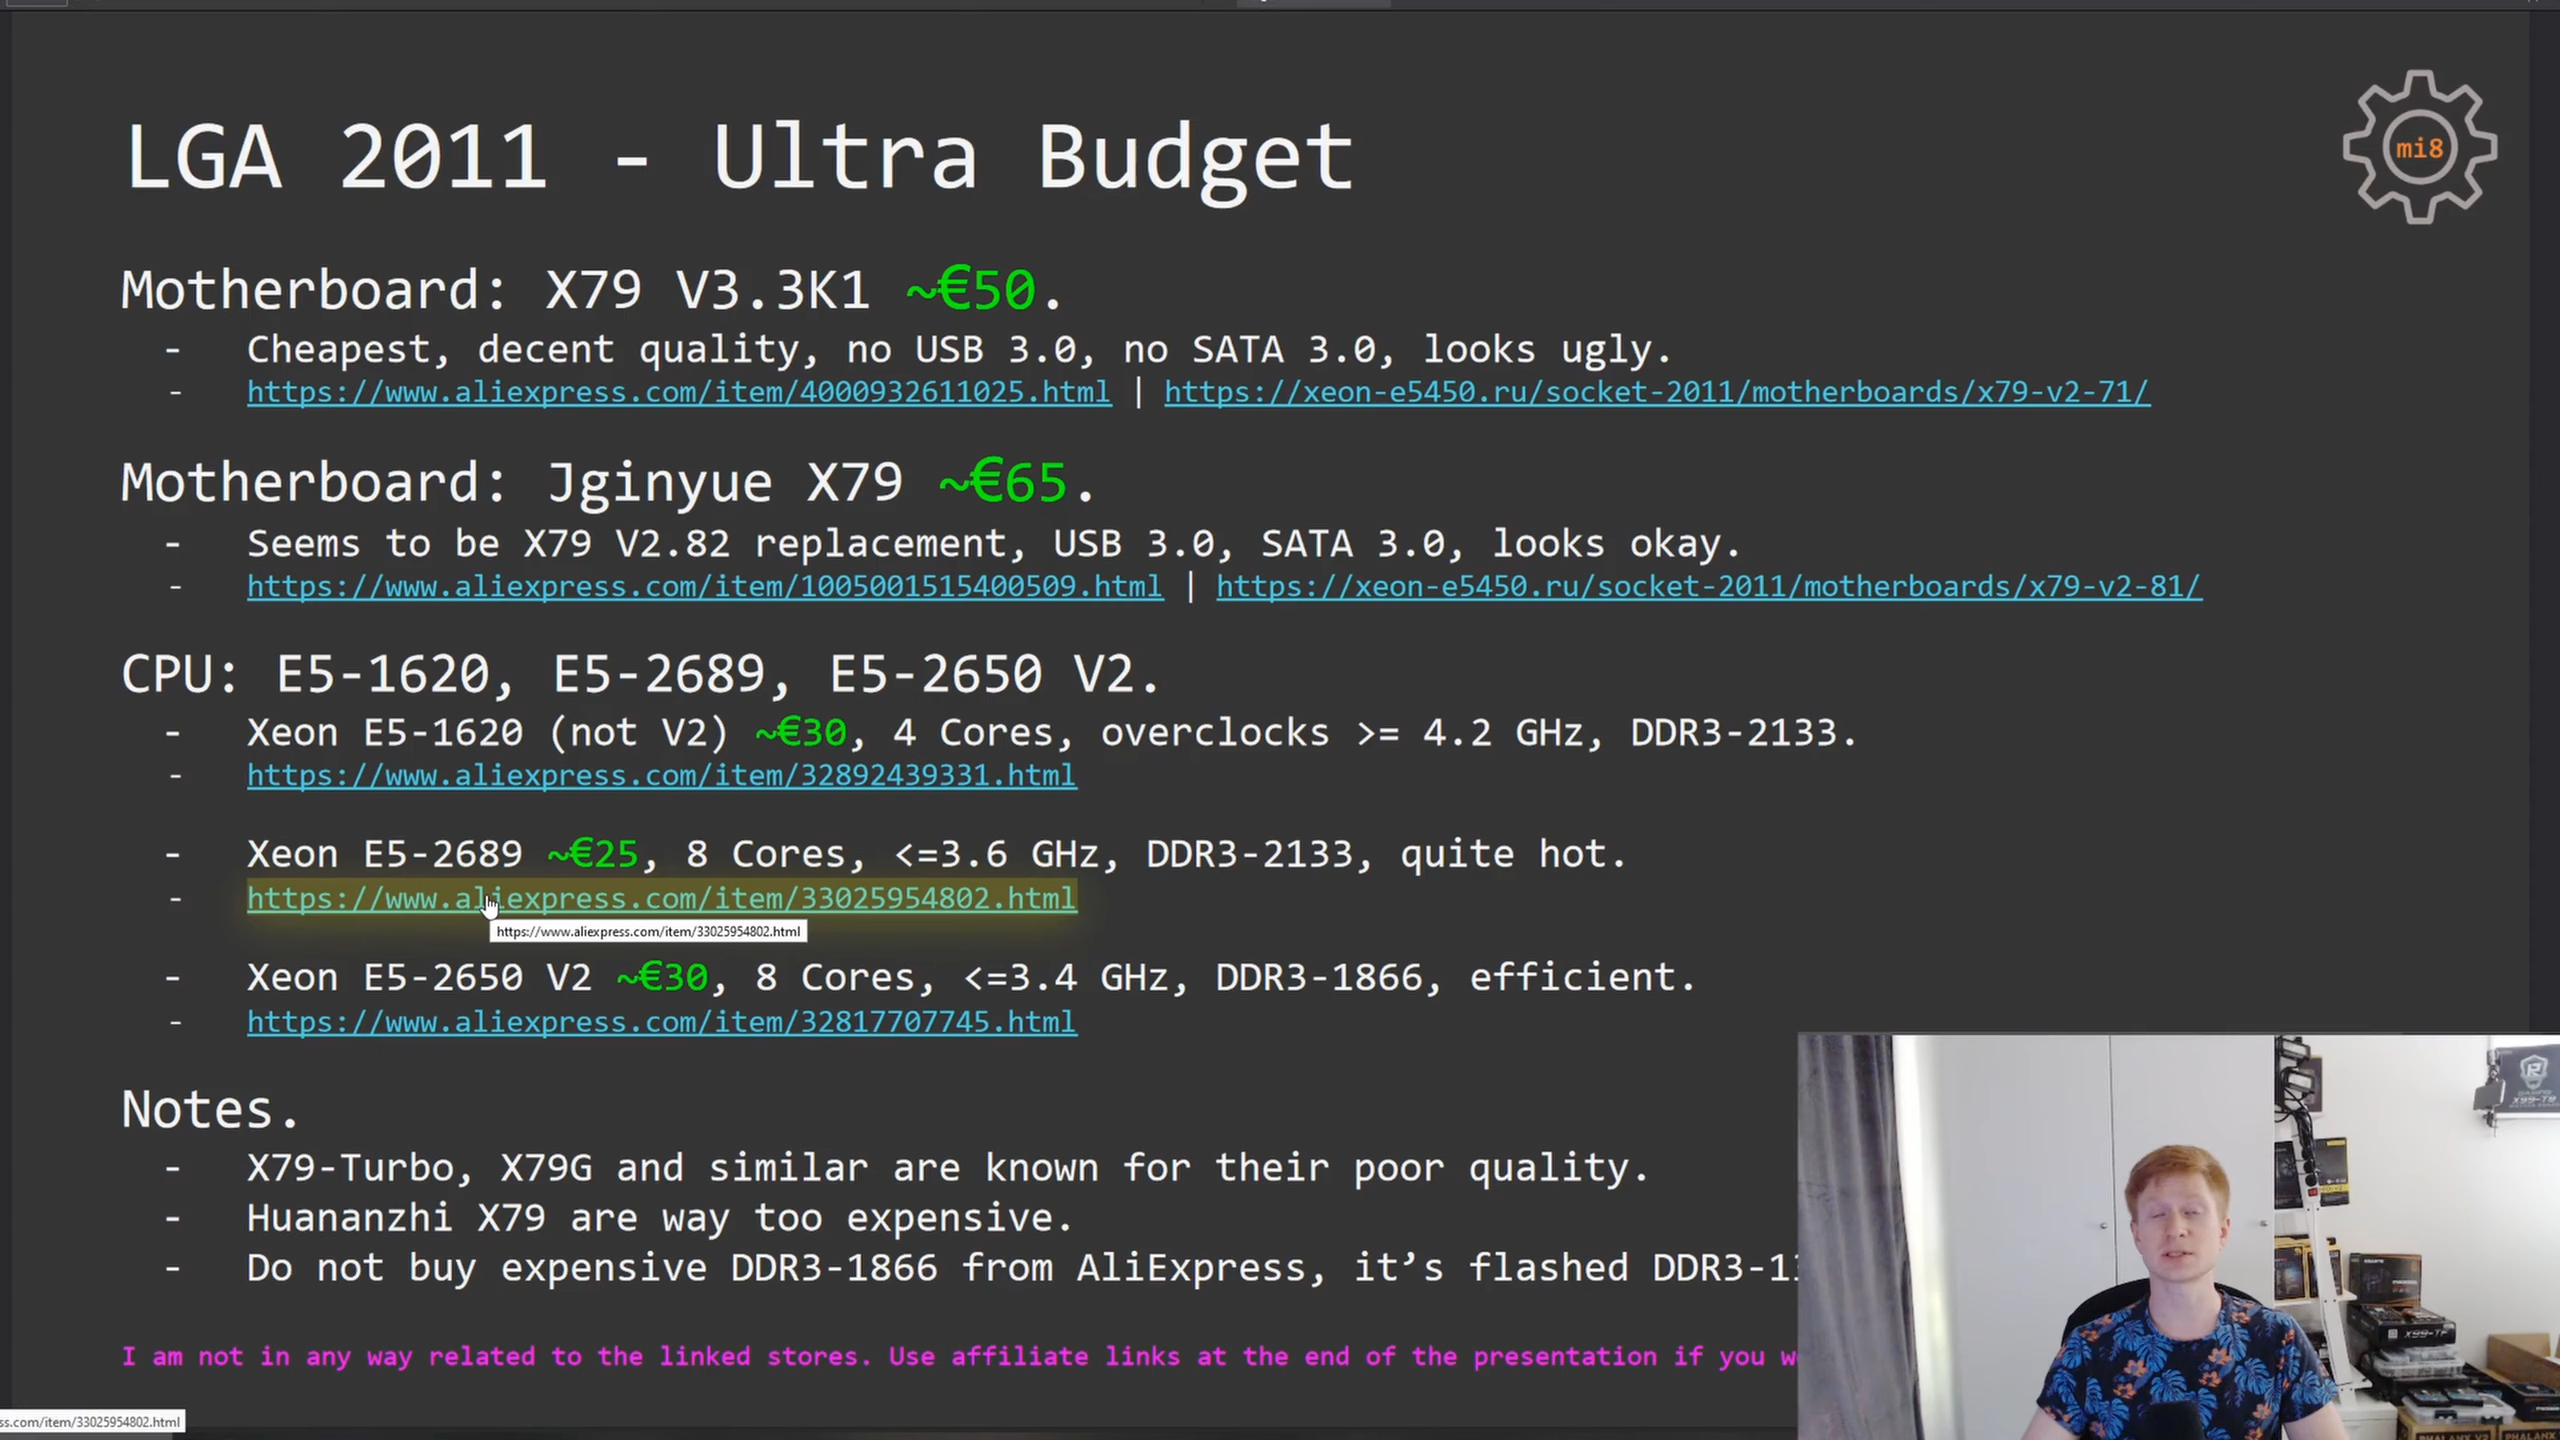 LGA 2011 - Ultra Budget
mi8
Motherboard: X79 V3.3K1 ~€50.
- Cheapest, decent quality, no USB 3.0, no SATA 3.0, looks ugly.
- https://www.aliexpress.com/item/4000932611025.html | https://xeon-e5450.ru/socket-2011/motherboards/x79-v2-71/
Motherboard: Jginyue X79 ~€65.
- Seems to be X79 V2.82 replacement, USB 3.0, SATA 3.0, looks okay.
- https://www.aliexpress.com/item/1005001515400509.html | https://xeon-e5450.ru/socket-2011/motherboards/x79-v2-81/
CPU: E5-1620, E5-2689, E5-2650 V2.
- Xeon E5-1620 (not V2) ~€30, 4 Cores, overclocks >= 4.2 GHz, DDR3-2133.
- https://www.aliexpress.com/item/32892439331.html
- Xeon E5-2689 ~€25, 8 Cores, <=3.6 GHz, DDR3-2133, quite hot.
- https://www.aliexpress.com/item/33025954802.html
https://www.aliexpress.com/item/33025954802.html
- Xeon E5-2650 V2 ~€30, 8 Cores, <=3.4 GHz, DDR3-1866, efficient.
- https://www.aliexpress.com/item/32817707745.html
Notes.
- X79-Turbo, X79G and similar are known for their poor quality.
- Huananzhi X79 are way too expensive.
- Do not buy expensive DDR3-1866 from AliExpress, it’s flashed DDR3-13
I am not in any way related to the linked stores. Use affiliate links at the end of the presentation if you w
ss.com/item/33025954802.html
X99-T8
X99-TF